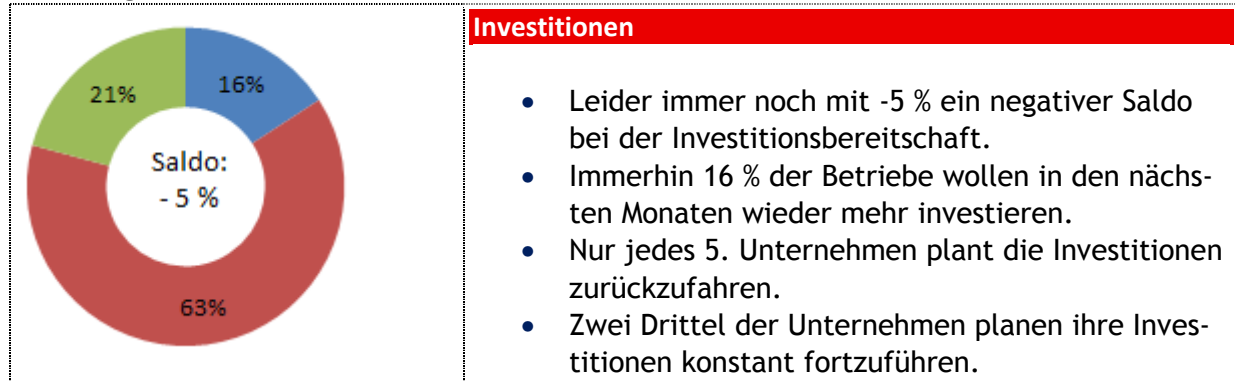 21%
16%
Saldo:
- 5 %
63%
Investitionen
• Leider immer noch mit -5 % ein negativer Saldo
bei der Investitionsbereitschaft.
• Immerhin 16 % der Betriebe wollen in den nächs-
ten Monaten wieder mehr investieren.
• Nur jedes 5. Unternehmen plant die Investitionen
zurückzufahren.
• Zwei Drittel der Unternehmen planen ihre Inves-
titionen konstant fortzuführen.